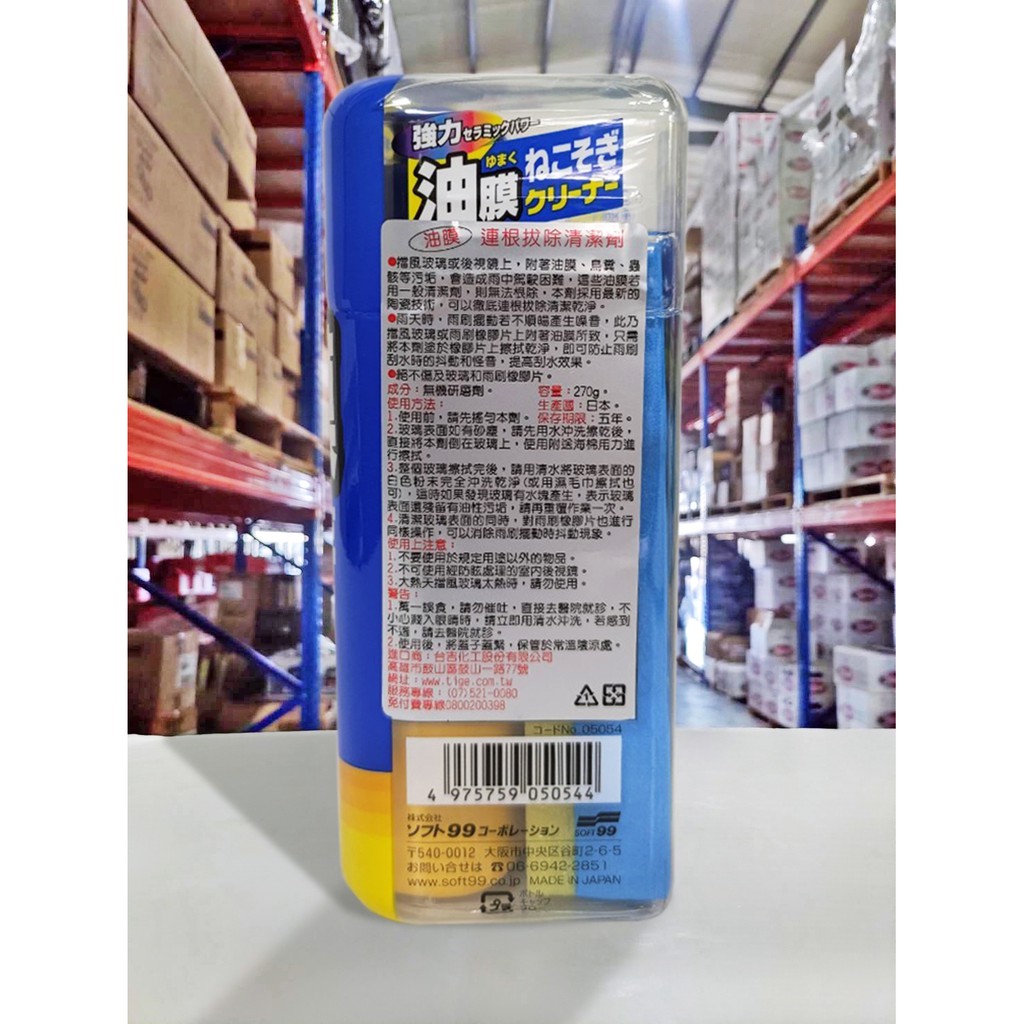 強力セラミックパワー
油膜 ゆまく ねこそぎ
クリーナー
油膜 連根拔除清潔劑
●擋風玻璃或後視鏡上，附著油膜、鳥糞、蟲
骸等污垢，會造成雨中駕駛困難，這些油膜若
用一般清潔劑，則無法根除，本劑採用最新的
陶瓷技術，可以徹底連根拔除清潔乾淨。
●雨天時，雨刷擺動若不順暢產生噪音，此乃
擋風玻璃或雨刷橡膠片上附著油膜所致，只需
將本劑塗於橡膠片上擦拭乾淨，即可防止雨刷
刮水時的抖動和怪音，提高刮水效果。
●絕不傷及玻璃和雨刷橡膠片。
成分：無機研磨劑。 容量：270g。
使用方法： 生產國：日本。
1.使用前，請先搖勻本劑。 保存期限：五年。
2.玻璃表面如有砂塵，請先用水沖洗擦乾後，
直接將本劑倒在玻璃上，使用附送海棉用力進
行擦拭。
3.整個玻璃擦拭完後，請用清水將玻璃表面的
白色粉末完全沖洗乾淨(或用濕毛巾擦拭也
可)，這時如果發現玻璃有水塊產生，表示玻璃
表面還殘留有油性污垢，請再重覆作業一次。
4.清潔玻璃表面的同時，對雨刷橡膠片也進行
同樣操作，可以消除雨刷擺動時抖動現象。
使用上注意：
1.不要使用於規定用途以外的物品。
2.不可使用經防眩處理的室內後視鏡。
3.大熱天擋風玻璃太熱時，請勿使用。
警告：
1.萬一誤食，請勿催吐，直接去醫院就診，不
小心濺入眼睛時，請立即用清水沖洗，若感到
不適，請去醫院就診。
2.使用後，將蓋子蓋緊，保管於常溫陰涼處。
進口商：台吉化工股份有限公司
高雄市鼓山區鼓山一路77號
網址：www.tige.com.tw
服務專線：(07)521-0080
免付費專線0800200398
コードNo.05054
4 975759 050544
株式会社
ソフト99コーポレーション SOFT99
〒540-0012 大阪市中央区谷町2-6-5
お問い合せは ☎06-6942-2851
www.soft99.co.jp MADE IN JAPAN
ボトル
キャップ